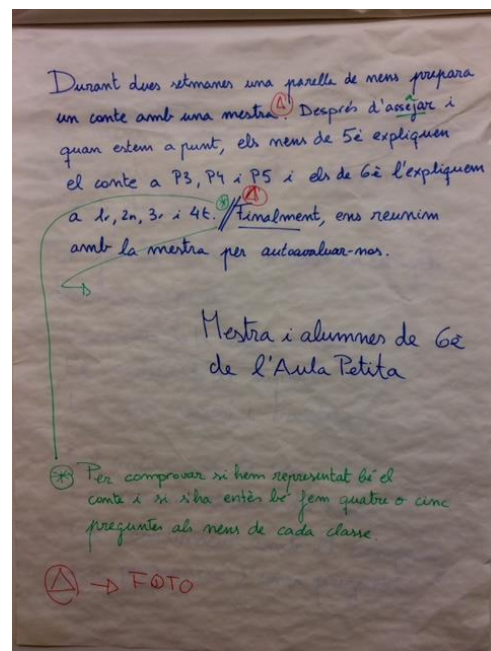 Durant dues setmanes una parella de nens prepara
un conte amb una mestra. Després d'assejar i
quan estem a punt, els nens de 5è expliquen
el conte a P3, P4 i P5 i els de 6è l'expliquem
a 1r, 2n, 3r i 4t. * // Finalment, ens reunim
amb la mestra per autoavaluar-nos.
Mestra i alumnes de 6è
de l'Aula Petita
* Per comprovar si hem representat bé el
conte i si s'ha entès bé fem quatre o cinc
preguntes als nens de cada classe.
△ → FOTO